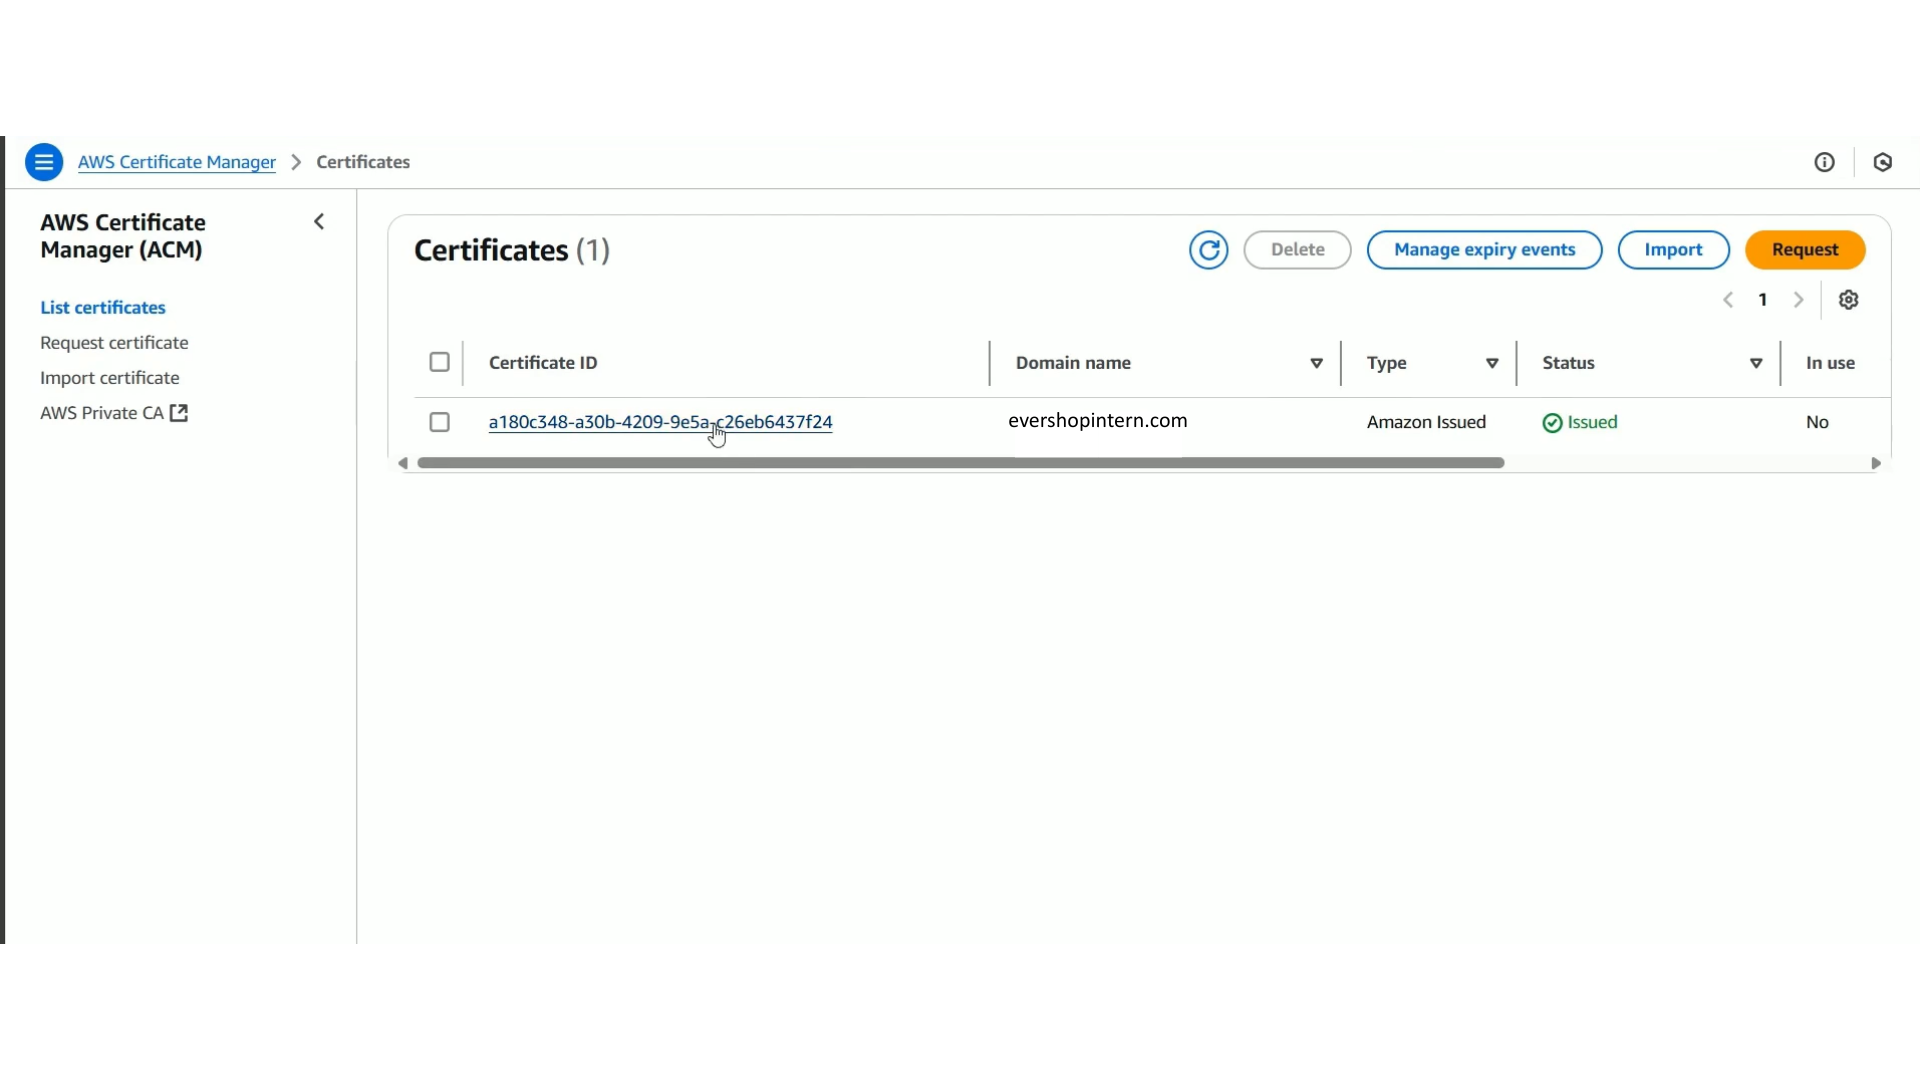 AWS Certificate Manager > Certificates
AWS Certificate
Manager (ACM)
List certificates
Request certificate
Import certificate
AWS Private CA
Certificates (1)
Delete
Manage expiry events
Import
Request
1
Certificate ID
Domain name
Type
Status
In use
a180c348-a30b-4209-9e5a-c26eb6437f24
evershopintern.com
Amazon Issued
Issued
No